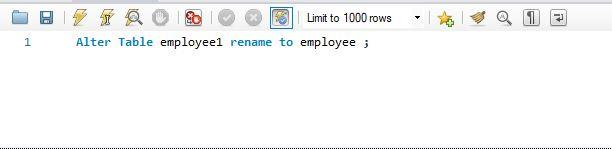 Limit to 1000 rows
1 Alter Table employee1 rename to employee ;